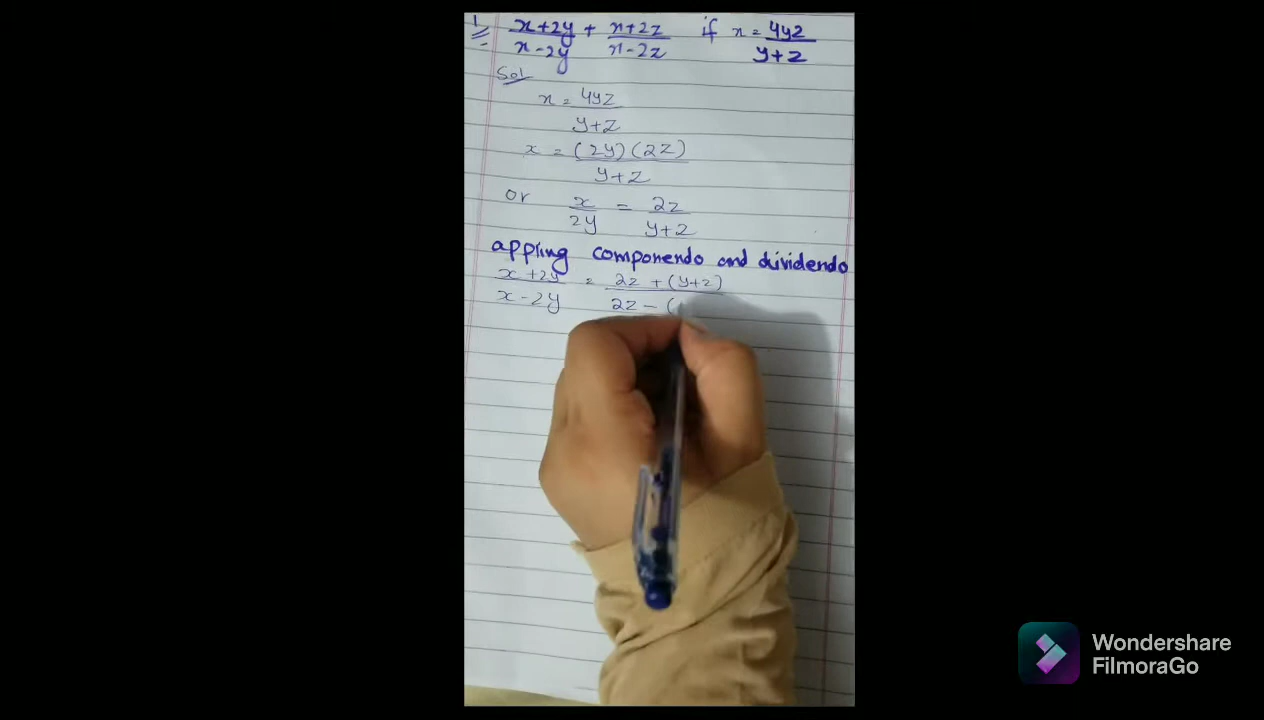 1 x+2y/x-2y + x+2z/x-2z if x = 4yz/y+z
Sol
x = 4yz/y+z
x = (2y)(2z)/y+z
or x/2y = 2z/y+z
appling componendo and dividendo
x+2y/x-2y = 2z+(y+z)/2z-(
Wondershare
FilmoraGo